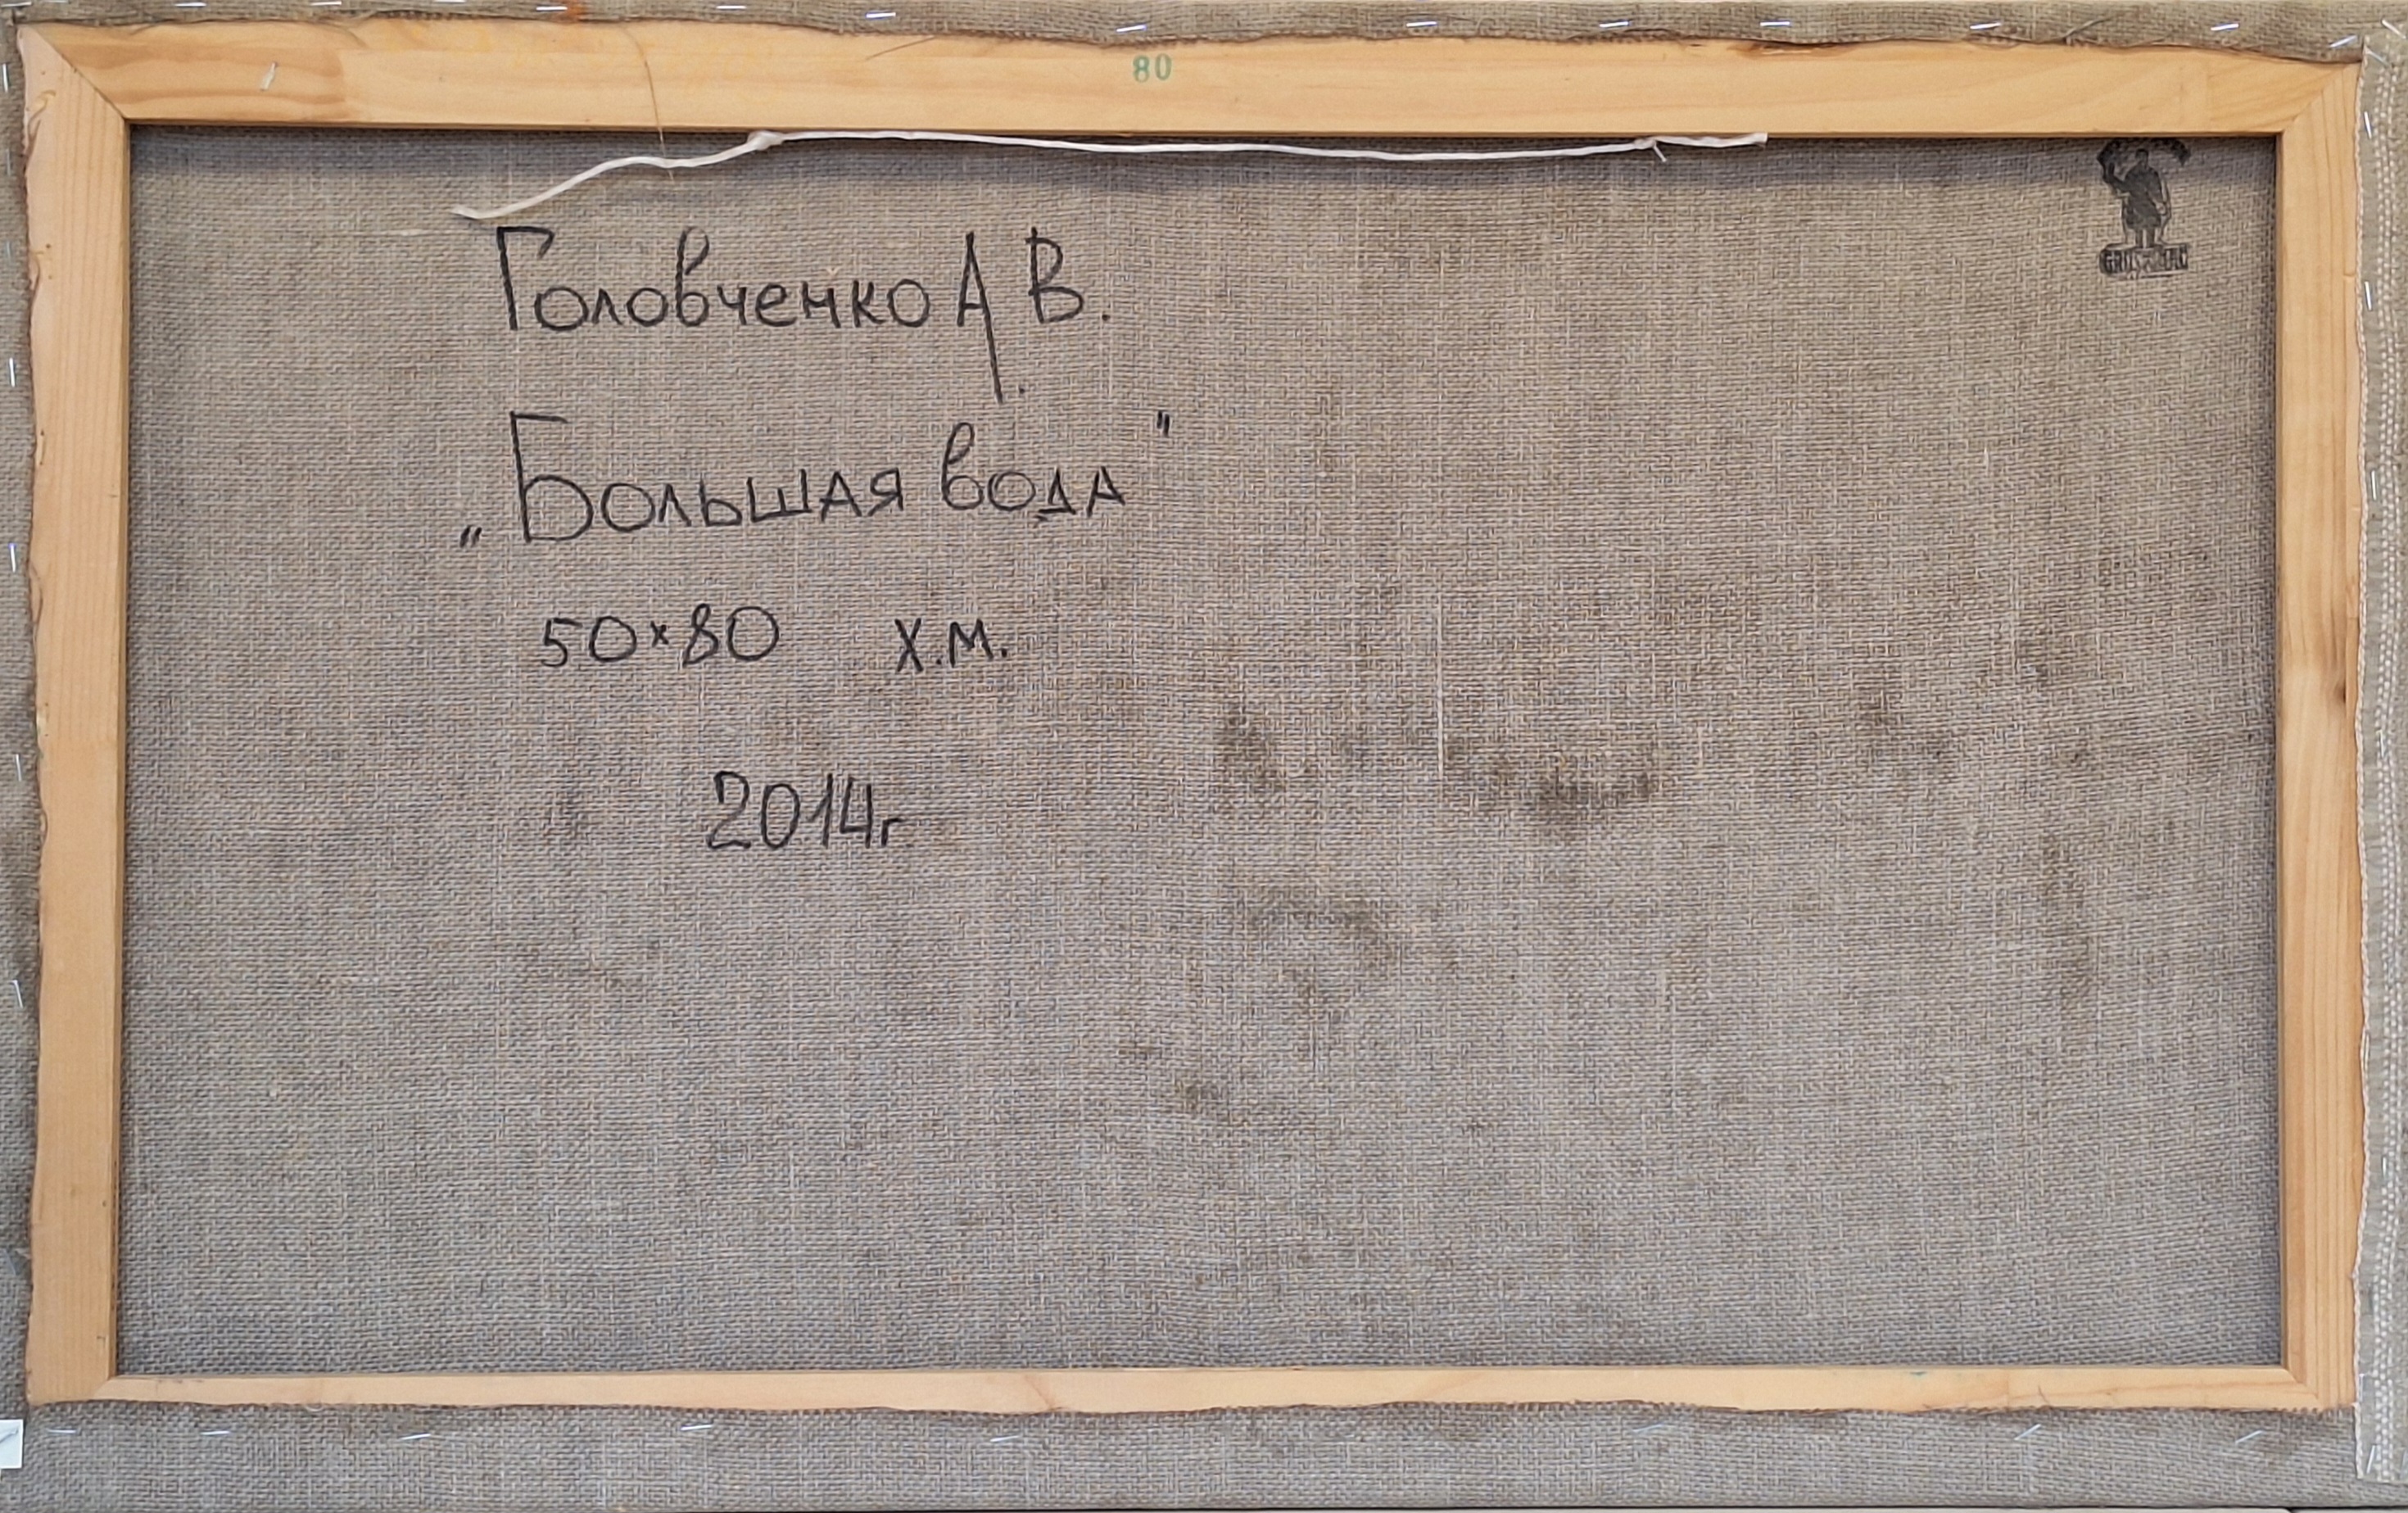 80
Головченко А. В.
„Большая вода"
50×80 х.м.
2014г